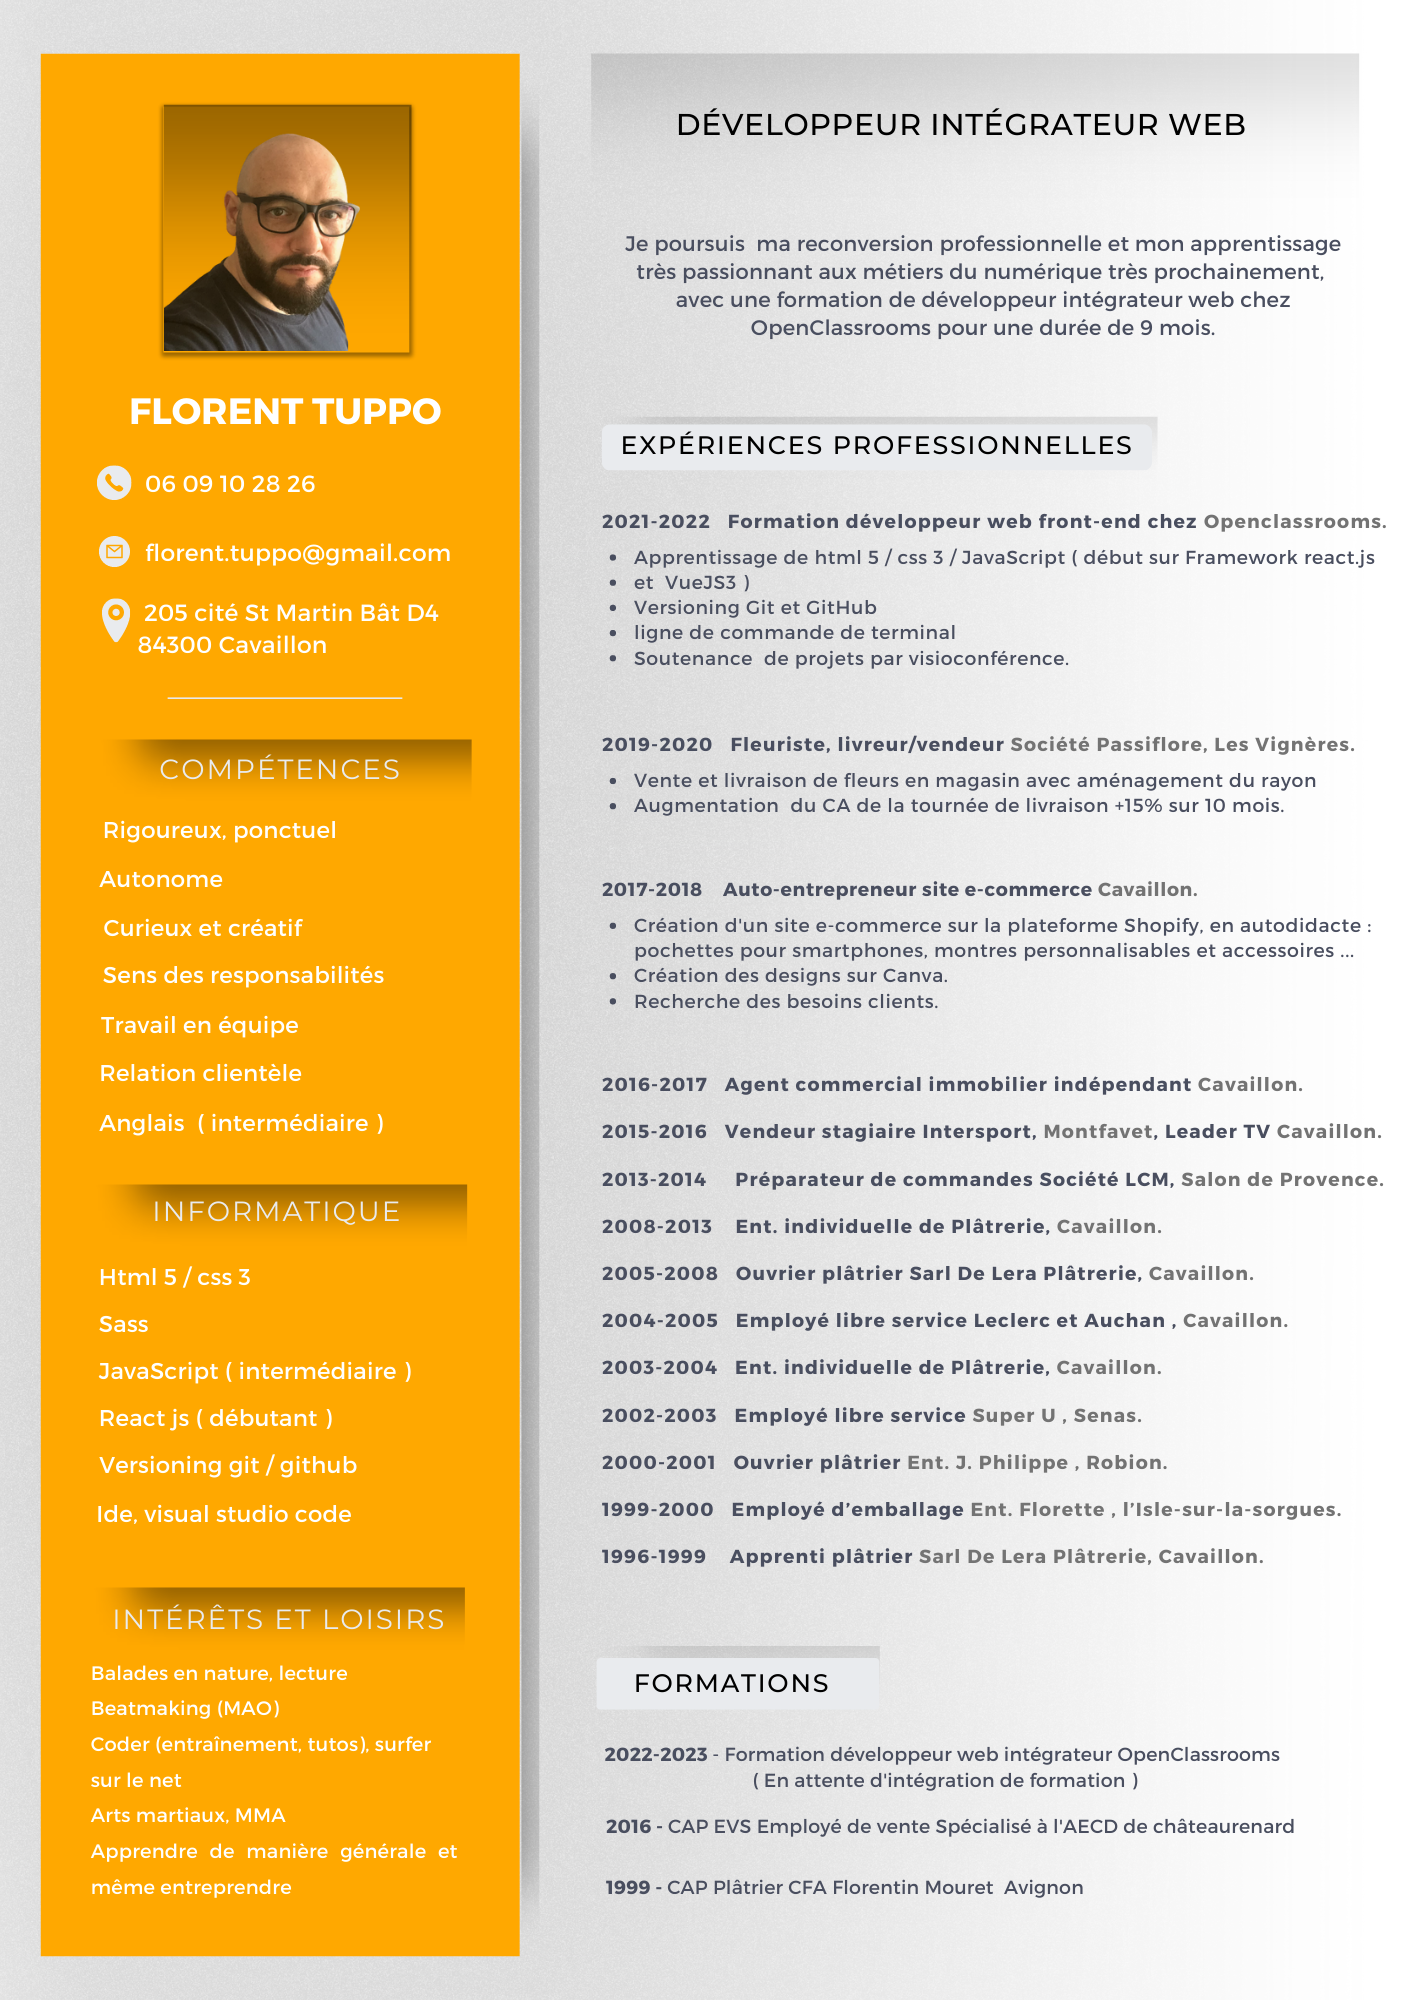 FLORENT TUPPO
06 09 10 28 26
florent.tuppo@gmail.com
205 cité St Martin Bât D4
84300 Cavaillon
COMPÉTENCES
Rigoureux, ponctuel
Autonome
Curieux et créatif
Sens des responsabilités
Travail en équipe
Relation clientèle
Anglais ( intermédiaire )
INFORMATIQUE
Html 5 / css 3
Sass
JavaScript ( intermédiaire )
React js ( débutant )
Versioning git / github
Ide, visual studio code
INTÉRÊTS ET LOISIRS
Balades en nature, lecture
Beatmaking (MAO)
Coder (entraînement, tutos), surfer
sur le net
Arts martiaux, MMA
Apprendre de manière générale et
même entreprendre
DÉVELOPPEUR INTÉGRATEUR WEB
Je poursuis ma reconversion professionnelle et mon apprentissage
très passionnant aux métiers du numérique très prochainement,
avec une formation de développeur intégrateur web chez
OpenClassrooms pour une durée de 9 mois.
EXPÉRIENCES PROFESSIONNELLES
2021-2022 Formation développeur web front-end chez Openclassrooms.
• Apprentissage de html 5 / css 3 / JavaScript ( début sur Framework react.js
• et VueJS3 )
• Versioning Git et GitHub
• ligne de commande de terminal
• Soutenance de projets par visioconférence.
2019-2020 Fleuriste, livreur/vendeur Société Passiflore, Les Vignères.
• Vente et livraison de fleurs en magasin avec aménagement du rayon
• Augmentation du CA de la tournée de livraison +15% sur 10 mois.
2017-2018 Auto-entrepreneur site e-commerce Cavaillon.
• Création d'un site e-commerce sur la plateforme Shopify, en autodidacte :
pochettes pour smartphones, montres personnalisables et accessoires ...
• Création des designs sur Canva.
• Recherche des besoins clients.
2016-2017 Agent commercial immobilier indépendant Cavaillon.
2015-2016 Vendeur stagiaire Intersport, Montfavet, Leader TV Cavaillon.
2013-2014 Préparateur de commandes Société LCM, Salon de Provence.
2008-2013 Ent. individuelle de Plâtrerie, Cavaillon.
2005-2008 Ouvrier plâtrier Sarl De Lera Plâtrerie, Cavaillon.
2004-2005 Employé libre service Leclerc et Auchan , Cavaillon.
2003-2004 Ent. individuelle de Plâtrerie, Cavaillon.
2002-2003 Employé libre service Super U , Senas.
2000-2001 Ouvrier plâtrier Ent. J. Philippe , Robion.
1999-2000 Employé d’emballage Ent. Florette , l’Isle-sur-la-sorgues.
1996-1999 Apprenti plâtrier Sarl De Lera Plâtrerie, Cavaillon.
FORMATIONS
2022-2023 - Formation développeur web intégrateur OpenClassrooms
( En attente d'intégration de formation )
2016 - CAP EVS Employé de vente Spécialisé à l'AECD de châteaurenard
1999 - CAP Plâtrier CFA Florentin Mouret Avignon